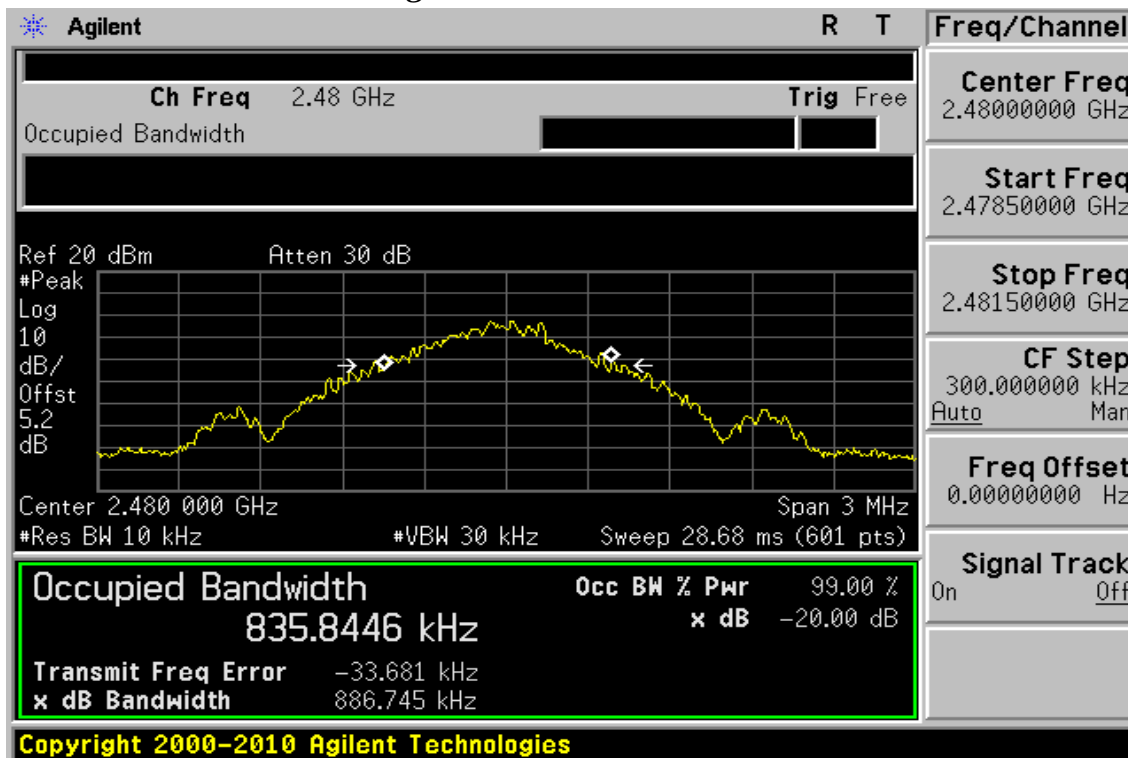 Agilent
R T
Freq/Channel
Ch Freq 2.48 GHz
Trig Free
Occupied Bandwidth
Center Freq
2.48000000 GHz
Start Freq
2.47850000 GHz
Stop Freq
2.48150000 GHz
CF Step
300.000000 kHz
Auto Man
Freq Offset
0.00000000 Hz
Signal Track
On Off
Ref 20 dBm
Atten 30 dB
#Peak
Log
10
dB/
Offst
5.2
dB
Center 2.480 000 GHz
Span 3 MHz
#Res BW 10 kHz
#VBW 30 kHz
Sweep 28.68 ms (601 pts)
Occupied Bandwidth
835.8446 kHz
Occ BW % Pwr 99.00 %
x dB -20.00 dB
Transmit Freq Error -33.681 kHz
x dB Bandwidth 886.745 kHz
Copyright 2000-2010 Agilent Technologies